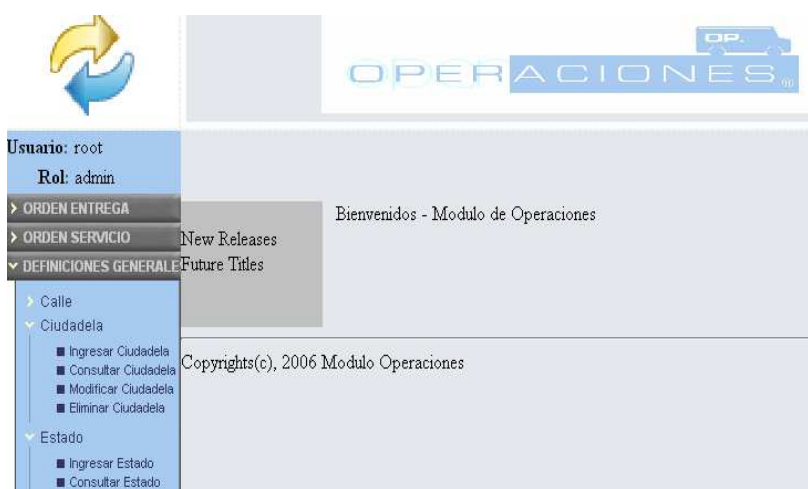 OP.
OPERACIONES
Usuario: root
Rol: admin
ORDEN ENTREGA
ORDEN SERVICIO
DEFINICIONES GENERALE
Calle
Ciudadela
Ingresar Ciudadela
Consultar Ciudadela
Modificar Ciudadela
Eliminar Ciudadela
Estado
Ingresar Estado
Consultar Estado
New Releases
Future Titles
Bienvenidos - Modulo de Operaciones
Copyrights(c), 2006 Modulo Operaciones